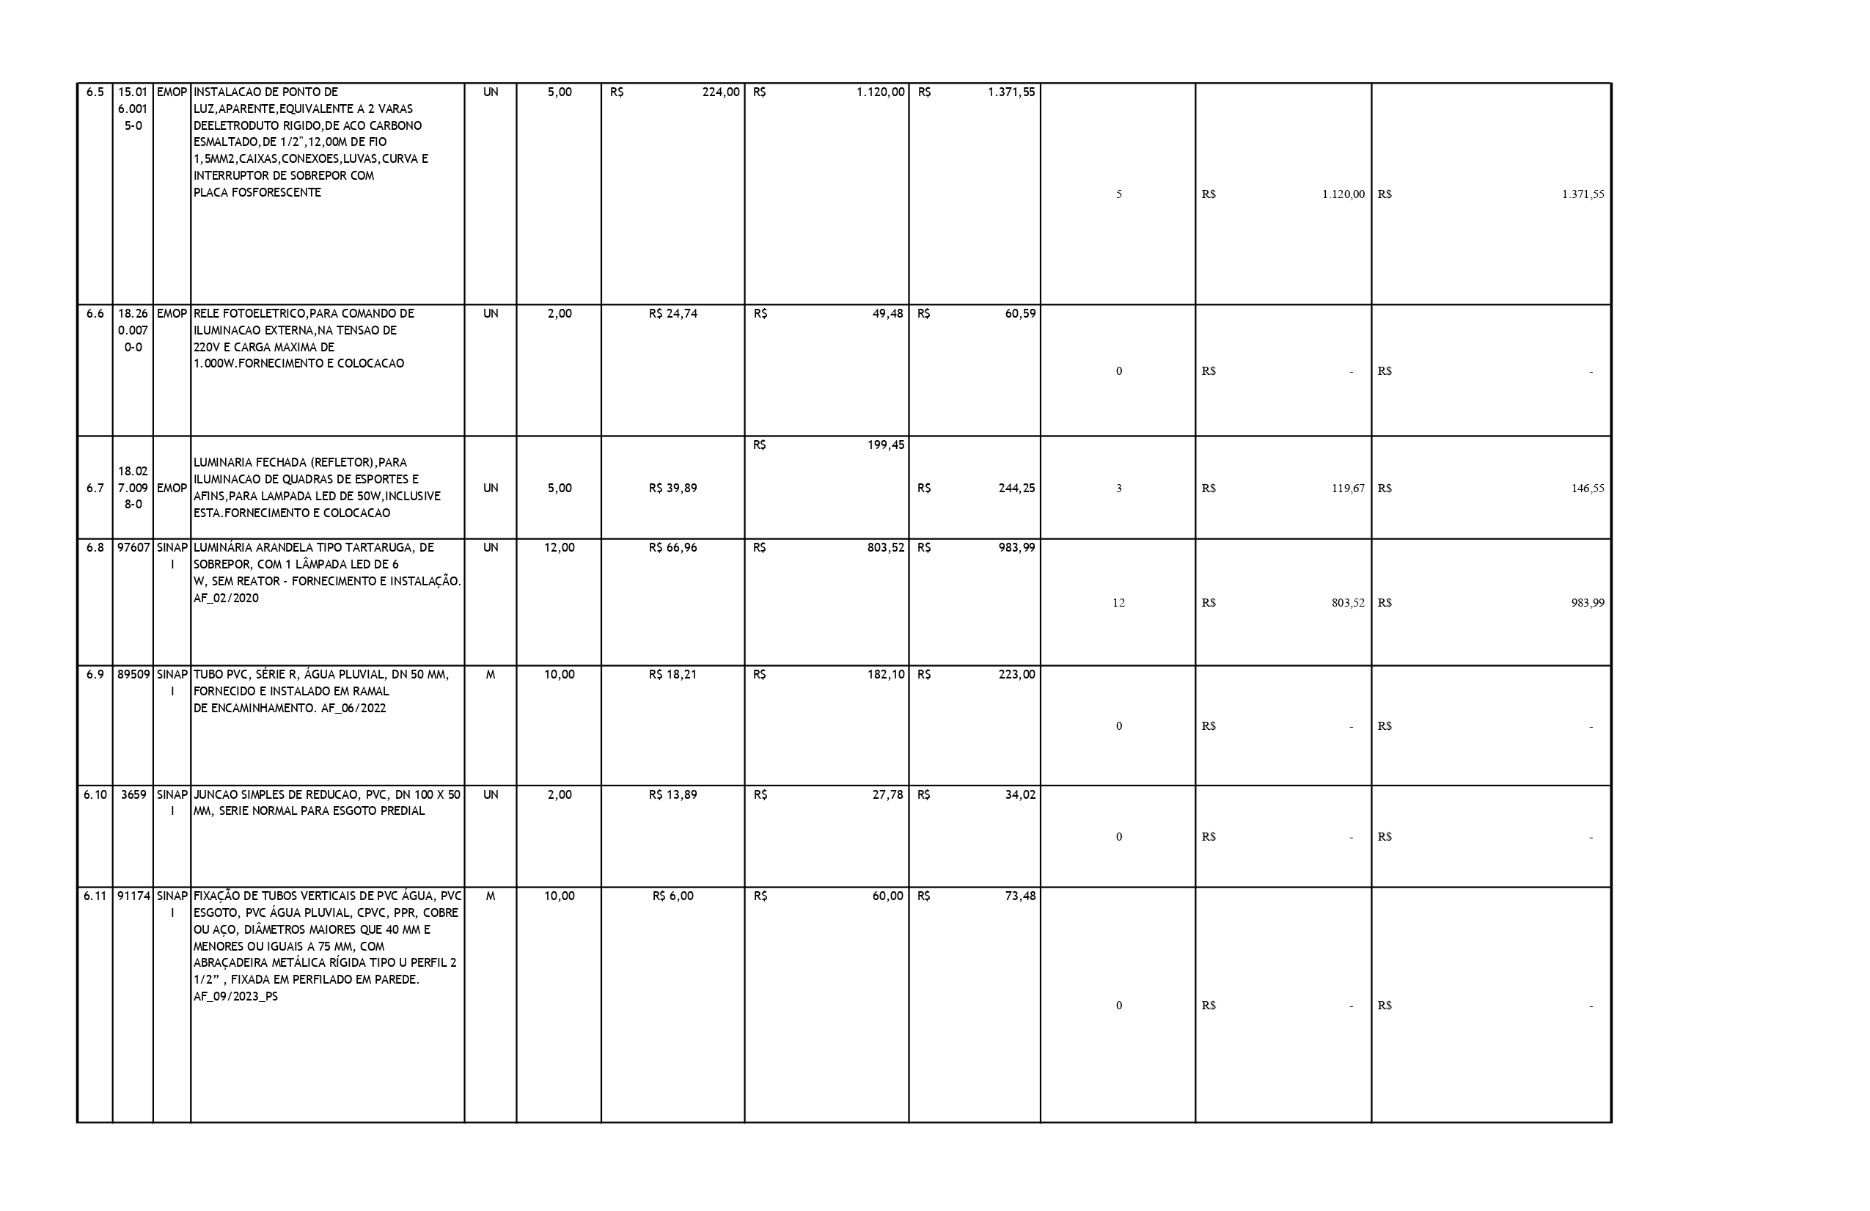 6.5 15.01 EMOP INSTALACAO DE PONTO DE UN 5,00 R$ 224,00 R$ 1.120,00 R$ 1.371,55
6.001 LUZ,APARENTE,EQUIVALENTE A 2 VARAS
5-0 DEELETRODUTO RIGIDO,DE ACO CARBONO
ESMALTADO,DE 1/2",12,00M DE FIO
1,5MM2,CAIXAS,CONEXOES,LUVAS,CURVA E
INTERRUPTOR DE SOBREPOR COM
PLACA FOSFORESCENTE 5 R$ 1.120,00 R$ 1.371,55
6.6 18.26 EMOP RELE FOTOELETRICO,PARA COMANDO DE UN 2,00 R$ 24,74 R$ 49,48 R$ 60,59
0.007 ILUMINACAO EXTERNA,NA TENSAO DE
0-0 220V E CARGA MAXIMA DE
1.000W.FORNECIMENTO E COLOCACAO
0 R$ - R$ -
R$ 199,45
LUMINARIA FECHADA (REFLETOR),PARA
18.02 ILUMINACAO DE QUADRAS DE ESPORTES E
6.7 7.009 EMOP AFINS,PARA LAMPADA LED DE 50W,INCLUSIVE UN 5,00 R$ 39,89 R$ 244,25 3 R$ 119,67 R$ 146,55
8-0 ESTA.FORNECIMENTO E COLOCACAO
6.8 97607 SINAP LUMINÁRIA ARANDELA TIPO TARTARUGA, DE UN 12,00 R$ 66,96 R$ 803,52 R$ 983,99
I SOBREPOR, COM 1 LÂMPADA LED DE 6
W, SEM REATOR - FORNECIMENTO E INSTALAÇÃO.
AF_02/2020
12 R$ 803,52 R$ 983,99
6.9 89509 SINAP TUBO PVC, SÉRIE R, ÁGUA PLUVIAL, DN 50 MM, M 10,00 R$ 18,21 R$ 182,10 R$ 223,00
I FORNECIDO E INSTALADO EM RAMAL
DE ENCAMINHAMENTO. AF_06/2022
0 R$ - R$ -
6.10 3659 SINAP JUNCAO SIMPLES DE REDUCAO, PVC, DN 100 X 50 UN 2,00 R$ 13,89 R$ 27,78 R$ 34,02
I MM, SERIE NORMAL PARA ESGOTO PREDIAL
0 R$ - R$ -
6.11 91174 SINAP FIXAÇÃO DE TUBOS VERTICAIS DE PVC ÁGUA, PVC M 10,00 R$ 6,00 R$ 60,00 R$ 73,48
I ESGOTO, PVC ÁGUA PLUVIAL, CPVC, PPR, COBRE
OU AÇO, DIÂMETROS MAIORES QUE 40 MM E
MENORES OU IGUAIS A 75 MM, COM
ABRAÇADEIRA METÁLICA RÍGIDA TIPO U PERFIL 2
1/2” , FIXADA EM PERFILADO EM PAREDE.
AF_09/2023_PS
0 R$ - R$ -